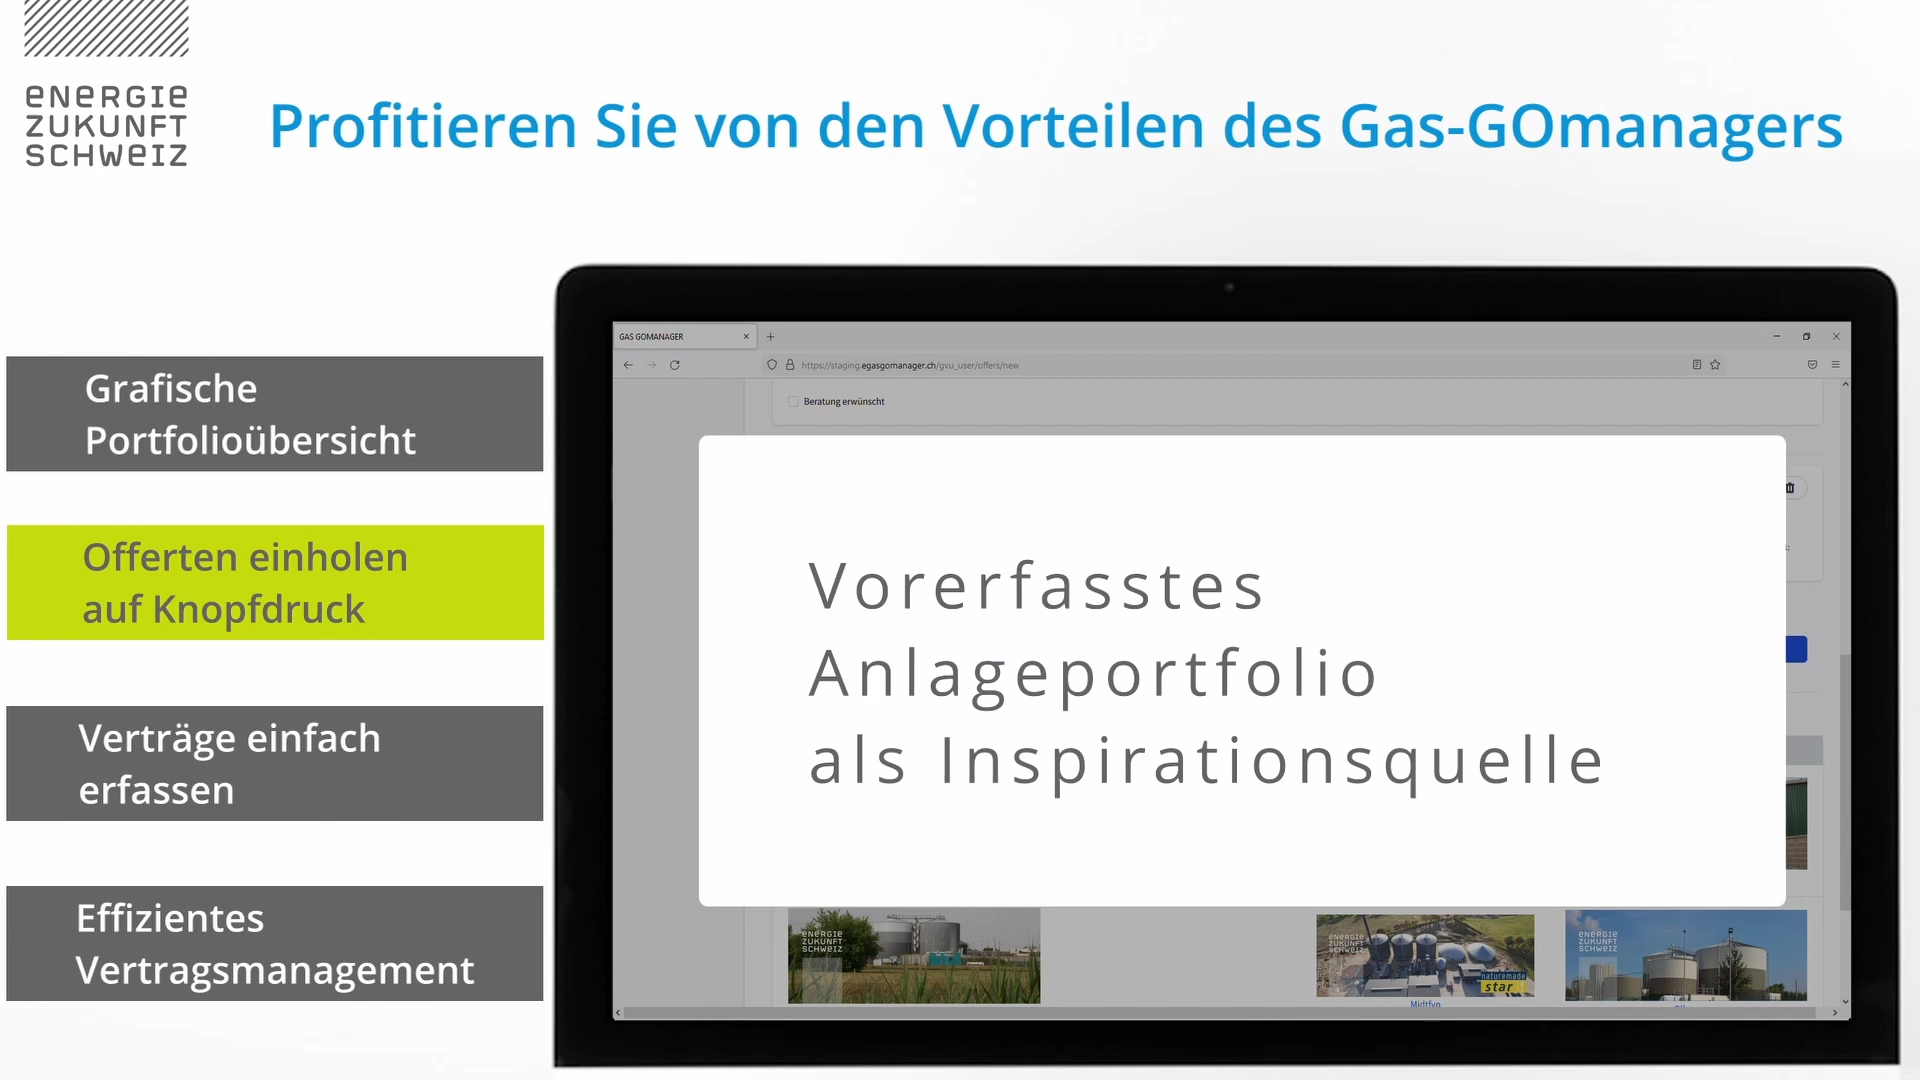 ENERGIE
ZUKUNFT
SCHWEIZ
Profitieren Sie von den Vorteilen des Gas-GOmanagers
Grafische
Portfolioübersicht
Offerten einholen
auf Knopfdruck
Verträge einfach
erfassen
Effizientes
Vertragsmanagement
GAS GOMANAGER
https://staging.egasgomanager.ch/gvu_user/offers/new
Beratung erwünscht
Vorerfasstes
Anlageportfolio
als Inspirationsquelle
ENERGIE
ZUKUNFT
SCHWEIZ
ENERGIE
ZUKUNFT
SCHWEIZ
naturemade
star
Midtfyn
ENERGIE
ZUKUNFT
SCHWEIZ